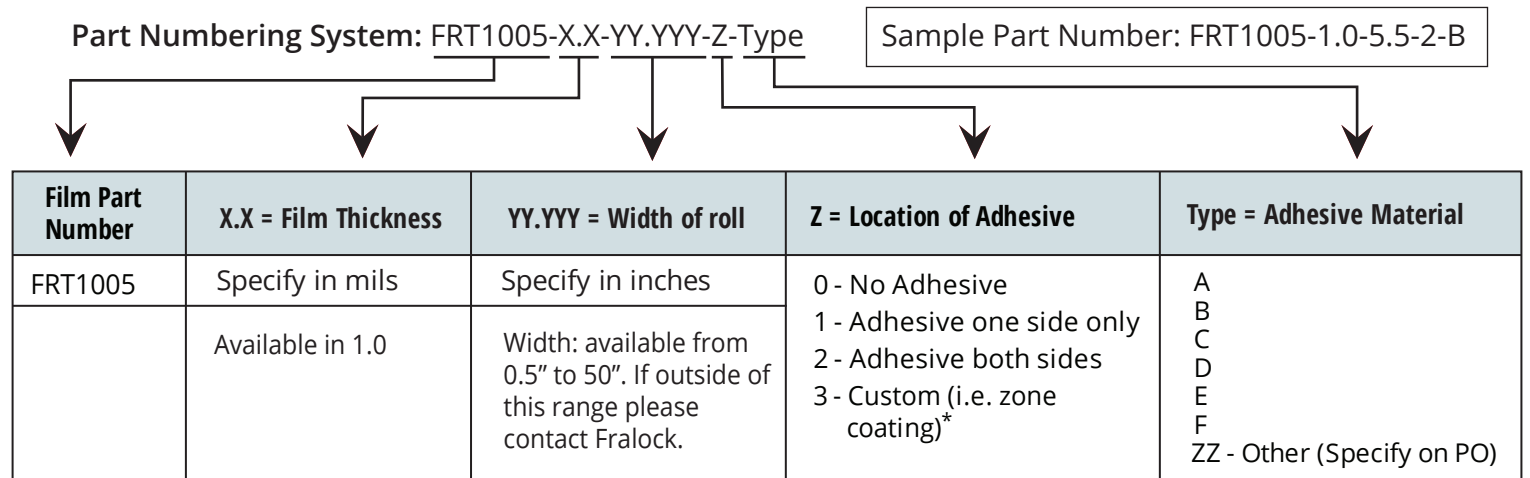 Part Numbering System: FRT1005-X.X-YY.YYY-Z-Type
Sample Part Number: FRT1005-1.0-5.5-2-B
Film Part
Number
X.X = Film Thickness
YY.YYY = Width of roll
Z = Location of Adhesive
Type = Adhesive Material
FRT1005
Specify in mils
Available in 1.0
Specify in inches
Width: available from
0.5” to 50”. If outside of
this range please
contact Fralock.
0 - No Adhesive
1 - Adhesive one side only
2 - Adhesive both sides
3 - Custom (i.e. zone
coating)*
A
B
C
D
E
F
ZZ - Other (Specify on PO)